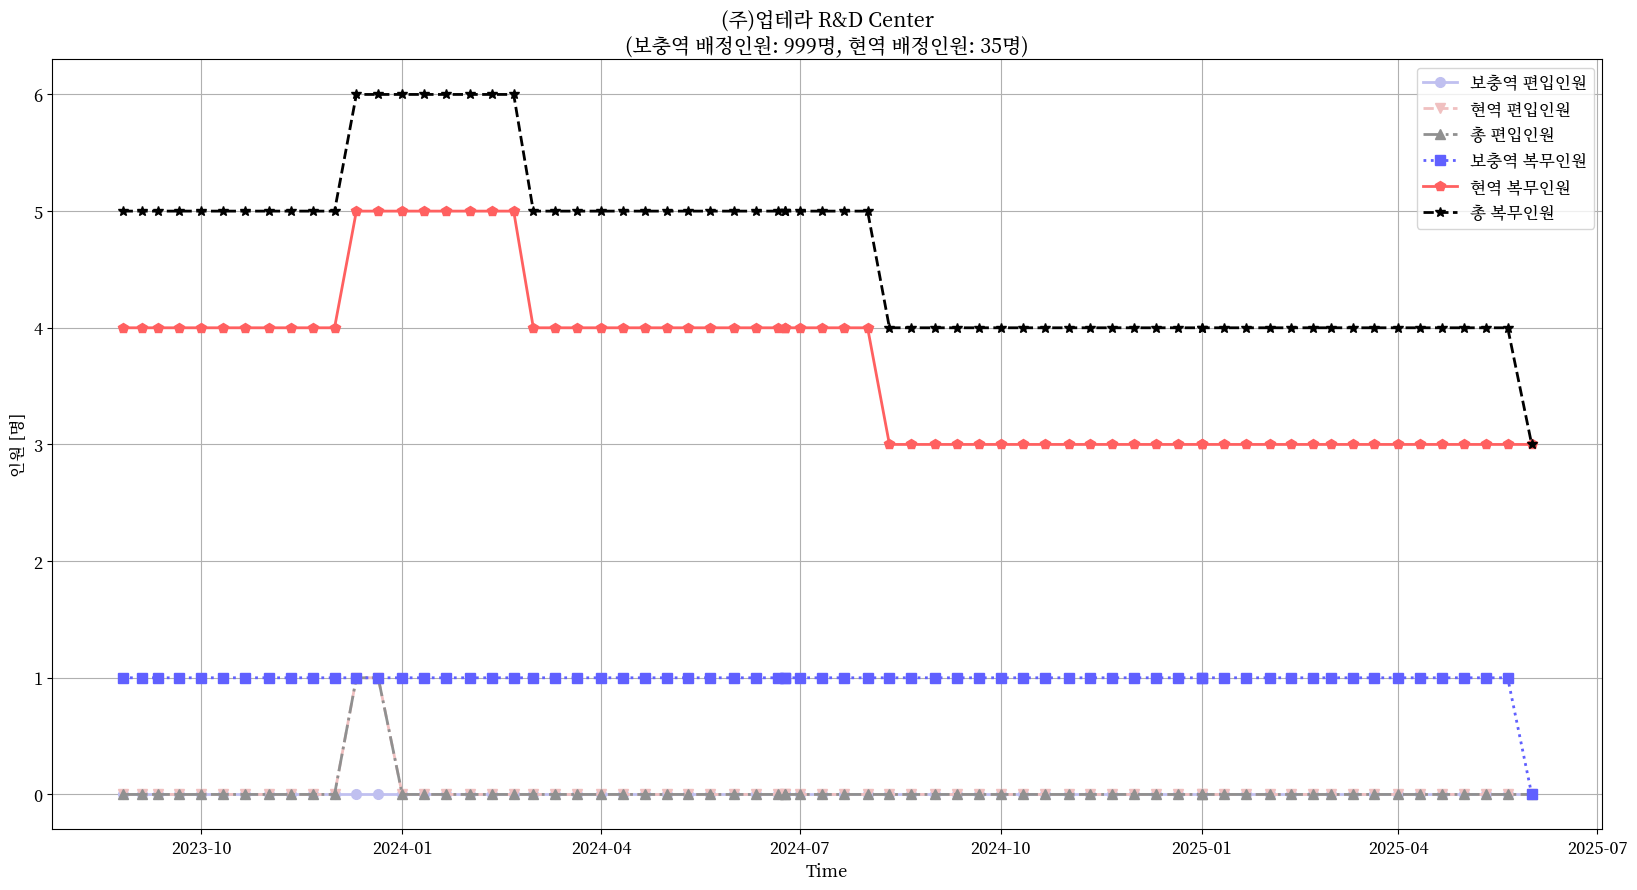 (주)업테라 R&D Center
(보충역 배정인원: 999명, 현역 배정인원: 35명)
보충역 편입인원
현역 편입인원
총 편입인원
보충역 복무인원
현역 복무인원
총 복무인원
인원 [명]
6
5
4
3
2
1
0
2023-10
2024-01
2024-04
2024-07
2024-10
2025-01
2025-04
2025-07
Time